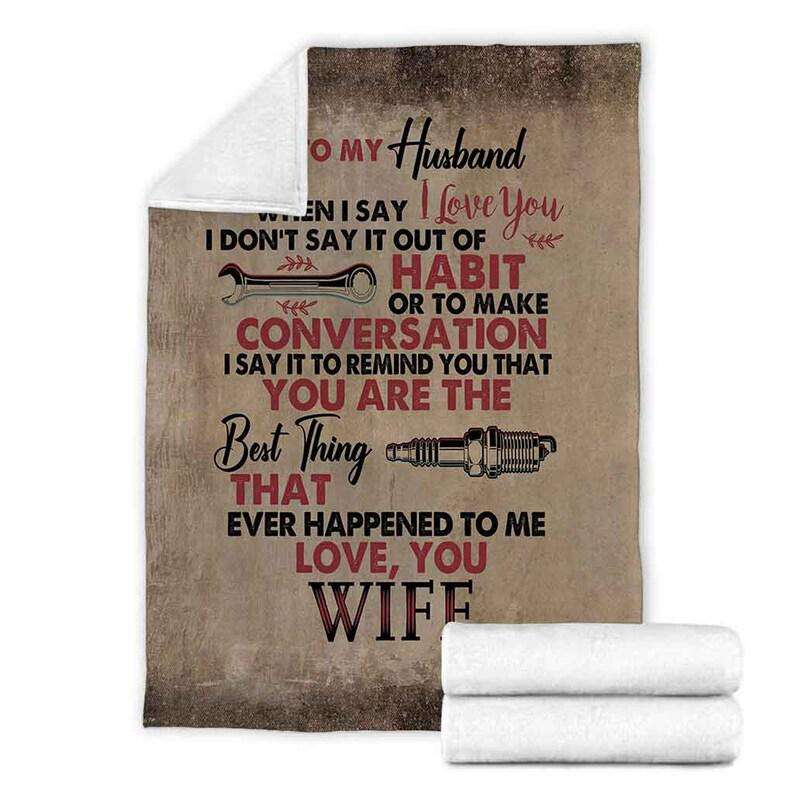 TO MY Husband
WHEN I SAY I Love You
I DON'T SAY IT OUT OF
HABIT
OR TO MAKE
CONVERSATION
I SAY IT TO REMIND YOU THAT
YOU ARE THE
Best Thing
THAT
EVER HAPPENED TO ME
LOVE, YOU
WIFE